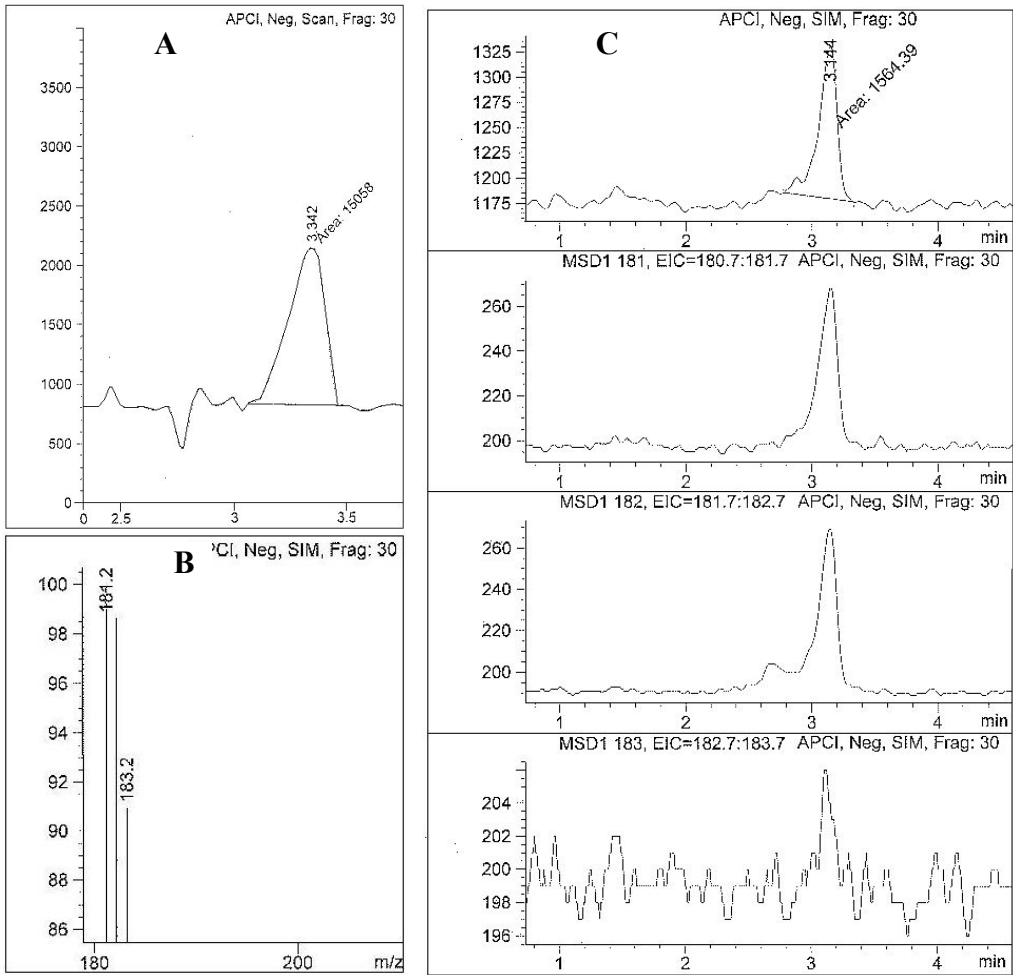 APCI, Neg, Scan, Frag: 30
A
3500
3000
2500
2000
1500
1000
500
0
3.342
Area: 15058
0 2.5 3 3.5
PCI, Neg, SIM, Frag: 30
B
100
98
96
94
92
90
88
86
181.2
183.2
180 200 m/z
APCI, Neg, SIM, Frag: 30
C
1325
1300
1275
1250
1225
1200
1175
3.144
Area: 1564.39
1 2 3 4 min
MSD1 181, EIC=180.7:181.7 APCI, Neg, SIM, Frag: 30
260
240
220
200
1 2 3 4 min
MSD1 182, EIC=181.7:182.7 APCI, Neg, SIM, Frag: 30
260
240
220
200
1 2 3 4 min
MSD1 183, EIC=182.7:183.7 APCI, Neg, SIM, Frag: 30
204
202
200
198
196
1 2 3 4 min